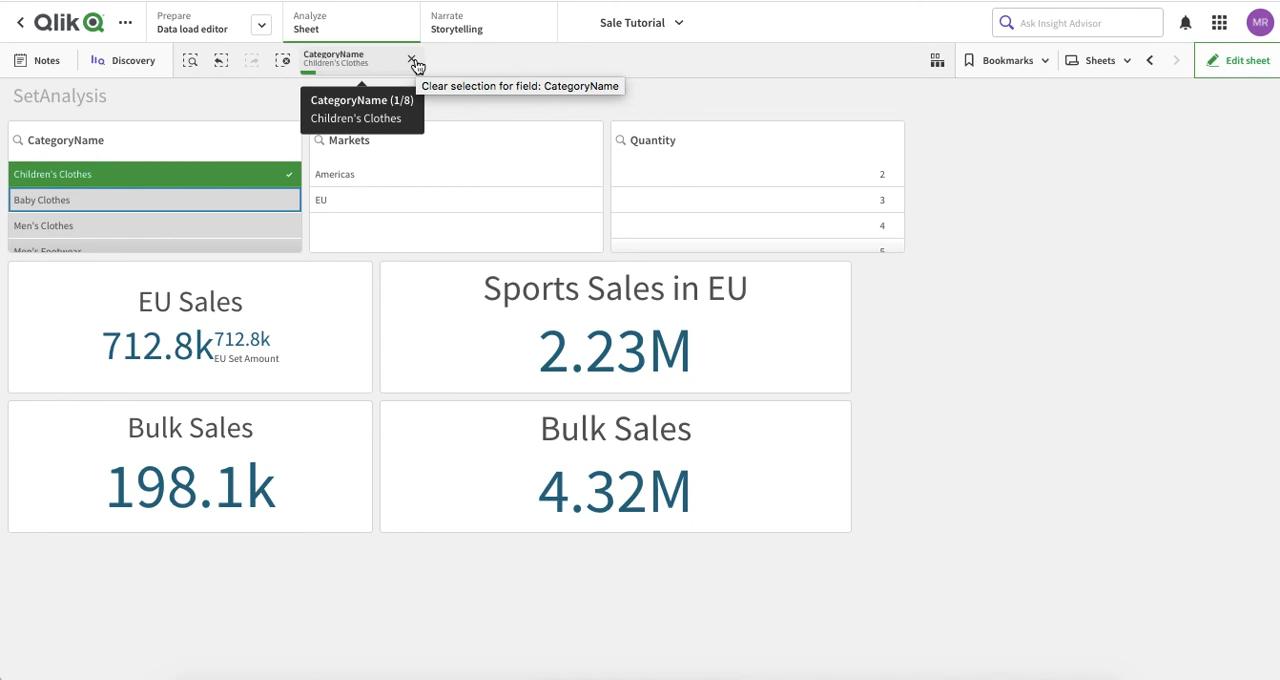 Qlik
Prepare
Data load editor
Analyze
Sheet
Narrate
Storytelling
Sale Tutorial
Ask Insight Advisor
MR
Notes
Discovery
CategoryName
Children's Clothes
Bookmarks
Sheets
Edit sheet
Clear selection for field: CategoryName
SetAnalysis
CategoryName (1/8)
Children's Clothes
CategoryName
Markets
Quantity
Children's Clothes
Americas
2
Baby Clothes
EU
3
Men's Clothes
4
Men's Footwear
5
EU Sales
712.8k
712.8k
EU Set Amount
Sports Sales in EU
2.23M
Bulk Sales
198.1k
Bulk Sales
4.32M